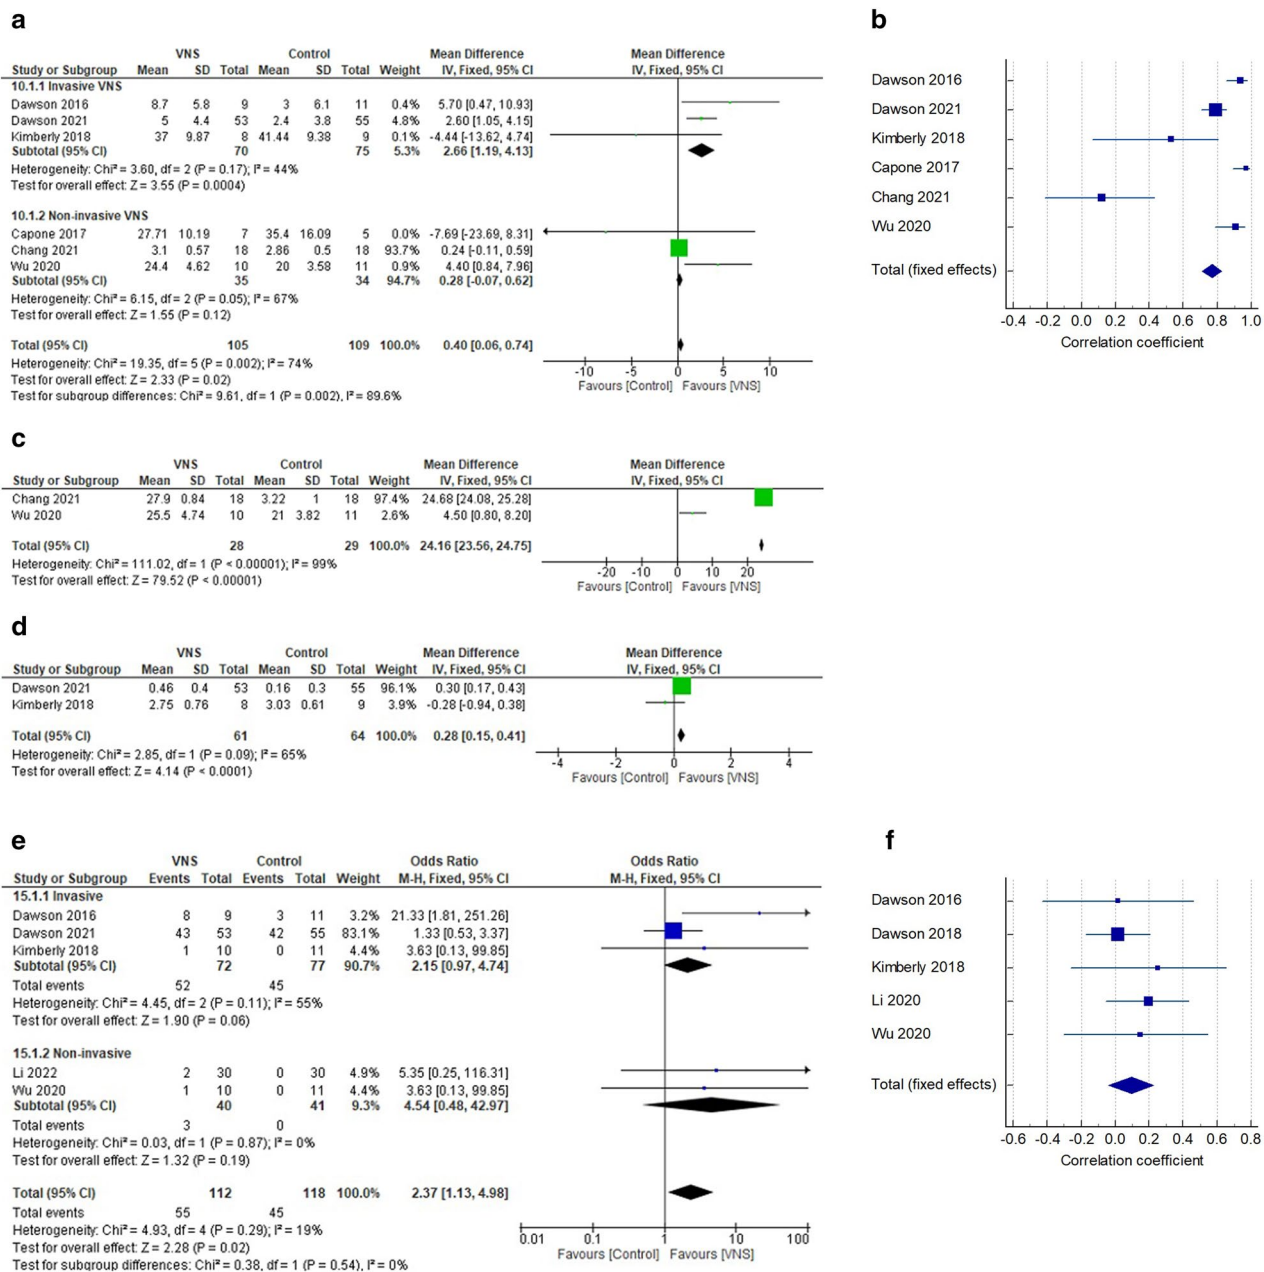 a
VNS Control Mean Difference Mean Difference
Study or Subgroup Mean SD Total Mean SD Total Weight IV, Fixed, 95% CI IV, Fixed, 95% CI
10.1.1 Invasive VNS
Dawson 2016 8.7 5.8 9 3 6.1 11 0.4% 5.70 [0.47, 10.93]
Dawson 2021 5 4.4 53 2.4 3.8 55 4.8% 2.60 [1.05, 4.15]
Kimberly 2018 37 9.87 8 41.44 9.38 9 0.1% -4.44 [-13.62, 4.74]
Subtotal (95% CI) 70 75 5.3% 2.66 [1.19, 4.13]
Heterogeneity: Chi² = 3.60, df = 2 (P = 0.17); I² = 44%
Test for overall effect: Z = 3.55 (P = 0.0004)
10.1.2 Non-invasive VNS
Capone 2017 27.71 10.19 7 35.4 16.09 5 0.0% -7.69 [-23.69, 8.31]
Chang 2021 3.1 0.57 18 2.86 0.5 18 93.7% 0.24 [-0.11, 0.59]
Wu 2020 24.4 4.62 10 20 3.58 11 0.9% 4.40 [0.84, 7.96]
Subtotal (95% CI) 35 34 94.7% 0.28 [-0.07, 0.62]
Heterogeneity: Chi² = 6.15, df = 2 (P = 0.05); I² = 67%
Test for overall effect: Z = 1.55 (P = 0.12)
Total (95% CI) 105 109 100.0% 0.40 [0.06, 0.74]
Heterogeneity: Chi² = 19.35, df = 5 (P = 0.002); I² = 74%
Test for overall effect: Z = 2.33 (P = 0.02)
Test for subgroup differences: Chi² = 9.61, df = 1 (P = 0.002), I² = 89.6%
-10 -5 0 5 10
Favours [Control] Favours [VNS]
b
Dawson 2016
Dawson 2021
Kimberly 2018
Capone 2017
Chang 2021
Wu 2020
Total (fixed effects)
-0.4 -0.2 0.0 0.2 0.4 0.6 0.8 1.0
Correlation coefficient
c
VNS Control Mean Difference Mean Difference
Study or Subgroup Mean SD Total Mean SD Total Weight IV, Fixed, 95% CI IV, Fixed, 95% CI
Chang 2021 27.9 0.84 18 3.22 1 18 97.4% 24.68 [24.08, 25.28]
Wu 2020 25.5 4.74 10 21 3.82 11 2.6% 4.50 [0.80, 8.20]
Total (95% CI) 28 29 100.0% 24.16 [23.56, 24.75]
Heterogeneity: Chi² = 111.02, df = 1 (P < 0.00001); I² = 99%
Test for overall effect: Z = 79.52 (P < 0.00001)
-20 -10 0 10 20
Favours [Control] Favours [VNS]
d
VNS Control Mean Difference Mean Difference
Study or Subgroup Mean SD Total Mean SD Total Weight IV, Fixed, 95% CI IV, Fixed, 95% CI
Dawson 2021 0.46 0.4 53 0.16 0.3 55 96.1% 0.30 [0.17, 0.43]
Kimberly 2018 2.75 0.76 8 3.03 0.61 9 3.9% -0.28 [-0.94, 0.38]
Total (95% CI) 61 64 100.0% 0.28 [0.15, 0.41]
Heterogeneity: Chi² = 2.85, df = 1 (P = 0.09); I² = 65%
Test for overall effect: Z = 4.14 (P < 0.0001)
-4 -2 0 2 4
Favours [Control] Favours [VNS]
e
VNS Control Odds Ratio Odds Ratio
Study or Subgroup Events Total Events Total Weight M-H, Fixed, 95% CI M-H, Fixed, 95% CI
15.1.1 Invasive
Dawson 2016 8 9 3 11 3.2% 21.33 [1.81, 251.26]
Dawson 2021 43 53 42 55 83.1% 1.33 [0.53, 3.37]
Kimberly 2018 1 10 0 11 4.4% 3.63 [0.13, 99.85]
Subtotal (95% CI) 72 77 90.7% 2.15 [0.97, 4.74]
Total events 52 45
Heterogeneity: Chi² = 4.45, df = 2 (P = 0.11); I² = 55%
Test for overall effect: Z = 1.90 (P = 0.06)
15.1.2 Non-invasive
Li 2022 2 30 0 30 4.9% 5.35 [0.25, 116.31]
Wu 2020 1 10 0 11 4.4% 3.63 [0.13, 99.85]
Subtotal (95% CI) 40 41 9.3% 4.54 [0.48, 42.97]
Total events 3 0
Heterogeneity: Chi² = 0.03, df = 1 (P = 0.87); I² = 0%
Test for overall effect: Z = 1.32 (P = 0.19)
Total (95% CI) 112 118 100.0% 2.37 [1.13, 4.98]
Total events 55 45
Heterogeneity: Chi² = 4.93, df = 4 (P = 0.29); I² = 19%
Test for overall effect: Z = 2.28 (P = 0.02)
Test for subgroup differences: Chi² = 0.38, df = 1 (P = 0.54), I² = 0%
0.01 0.1 1 10 100
Favours [Control] Favours [VNS]
f
Dawson 2016
Dawson 2018
Kimberly 2018
Li 2020
Wu 2020
Total (fixed effects)
-0.6 -0.4 -0.2 0.0 0.2 0.4 0.6 0.8
Correlation coefficient